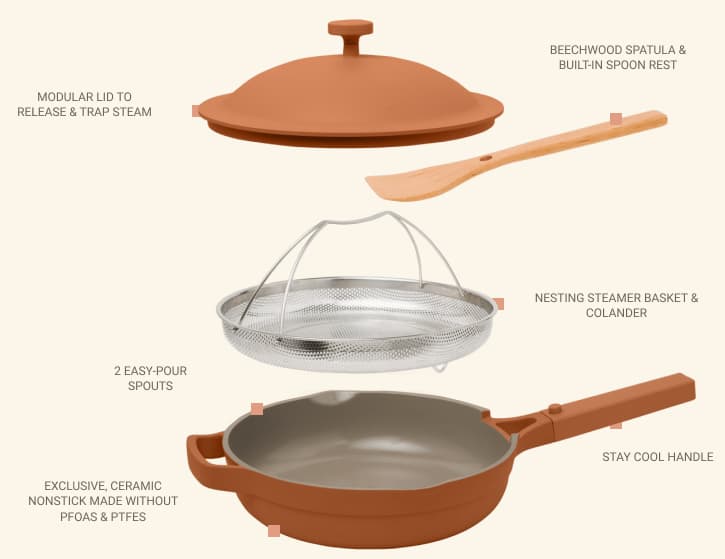 BEECHWOOD SPATULA &
BUILT-IN SPOON REST
MODULAR LID TO
RELEASE & TRAP STEAM
NESTING STEAMER BASKET &
COLANDER
2 EASY-POUR
SPOUTS
STAY COOL HANDLE
EXCLUSIVE, CERAMIC
NONSTICK MADE WITHOUT
PFOAS & PTFES